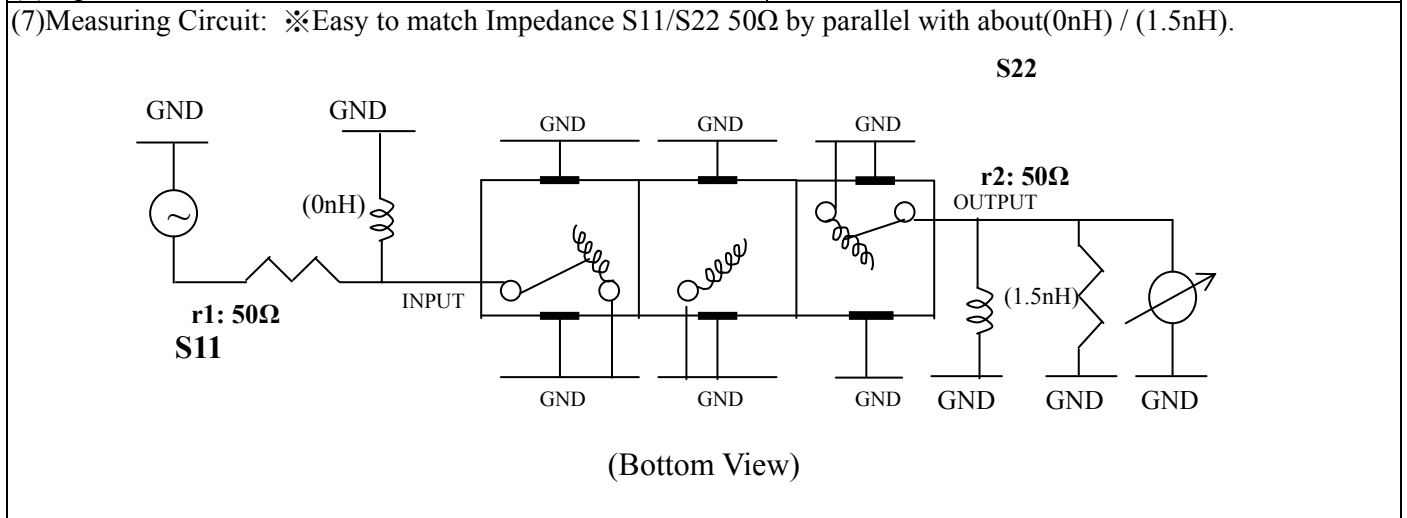 (7)Measuring Circuit: ※Easy to match Impedance S11/S22 50Ω by parallel with about(0nH) / (1.5nH).
S22
GND
GND
GND
GND
GND
r2: 50Ω
(0nH)
OUTPUT
INPUT
(1.5nH)
r1: 50Ω
S11
GND
GND
GND
GND
GND
GND
(Bottom View)